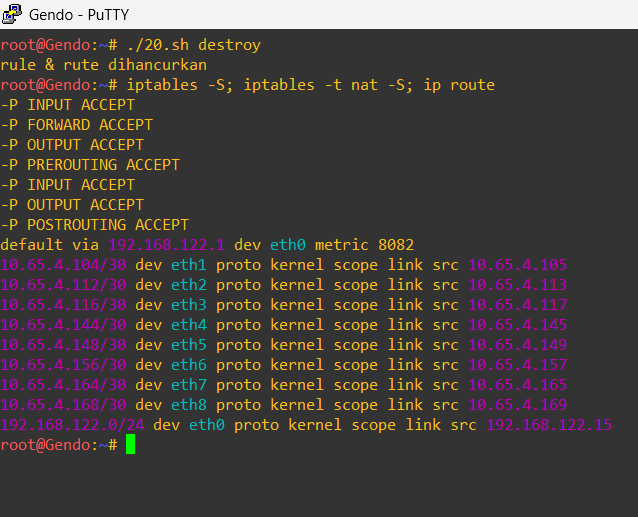 Gendo - PuTTY
root@Gendo:~# ./20.sh destroy
rule & rute dihancurkan
root@Gendo:~# iptables -S; iptables -t nat -S; ip route
-P INPUT ACCEPT
-P FORWARD ACCEPT
-P OUTPUT ACCEPT
-P PREROUTING ACCEPT
-P INPUT ACCEPT
-P OUTPUT ACCEPT
-P POSTROUTING ACCEPT
default via 192.168.122.1 dev eth0 metric 8082
10.65.4.104/30 dev eth1 proto kernel scope link src 10.65.4.105
10.65.4.112/30 dev eth2 proto kernel scope link src 10.65.4.113
10.65.4.116/30 dev eth3 proto kernel scope link src 10.65.4.117
10.65.4.144/30 dev eth4 proto kernel scope link src 10.65.4.145
10.65.4.148/30 dev eth5 proto kernel scope link src 10.65.4.149
10.65.4.156/30 dev eth6 proto kernel scope link src 10.65.4.157
10.65.4.164/30 dev eth7 proto kernel scope link src 10.65.4.165
10.65.4.168/30 dev eth8 proto kernel scope link src 10.65.4.169
192.168.122.0/24 dev eth0 proto kernel scope link src 192.168.122.15
root@Gendo:~#